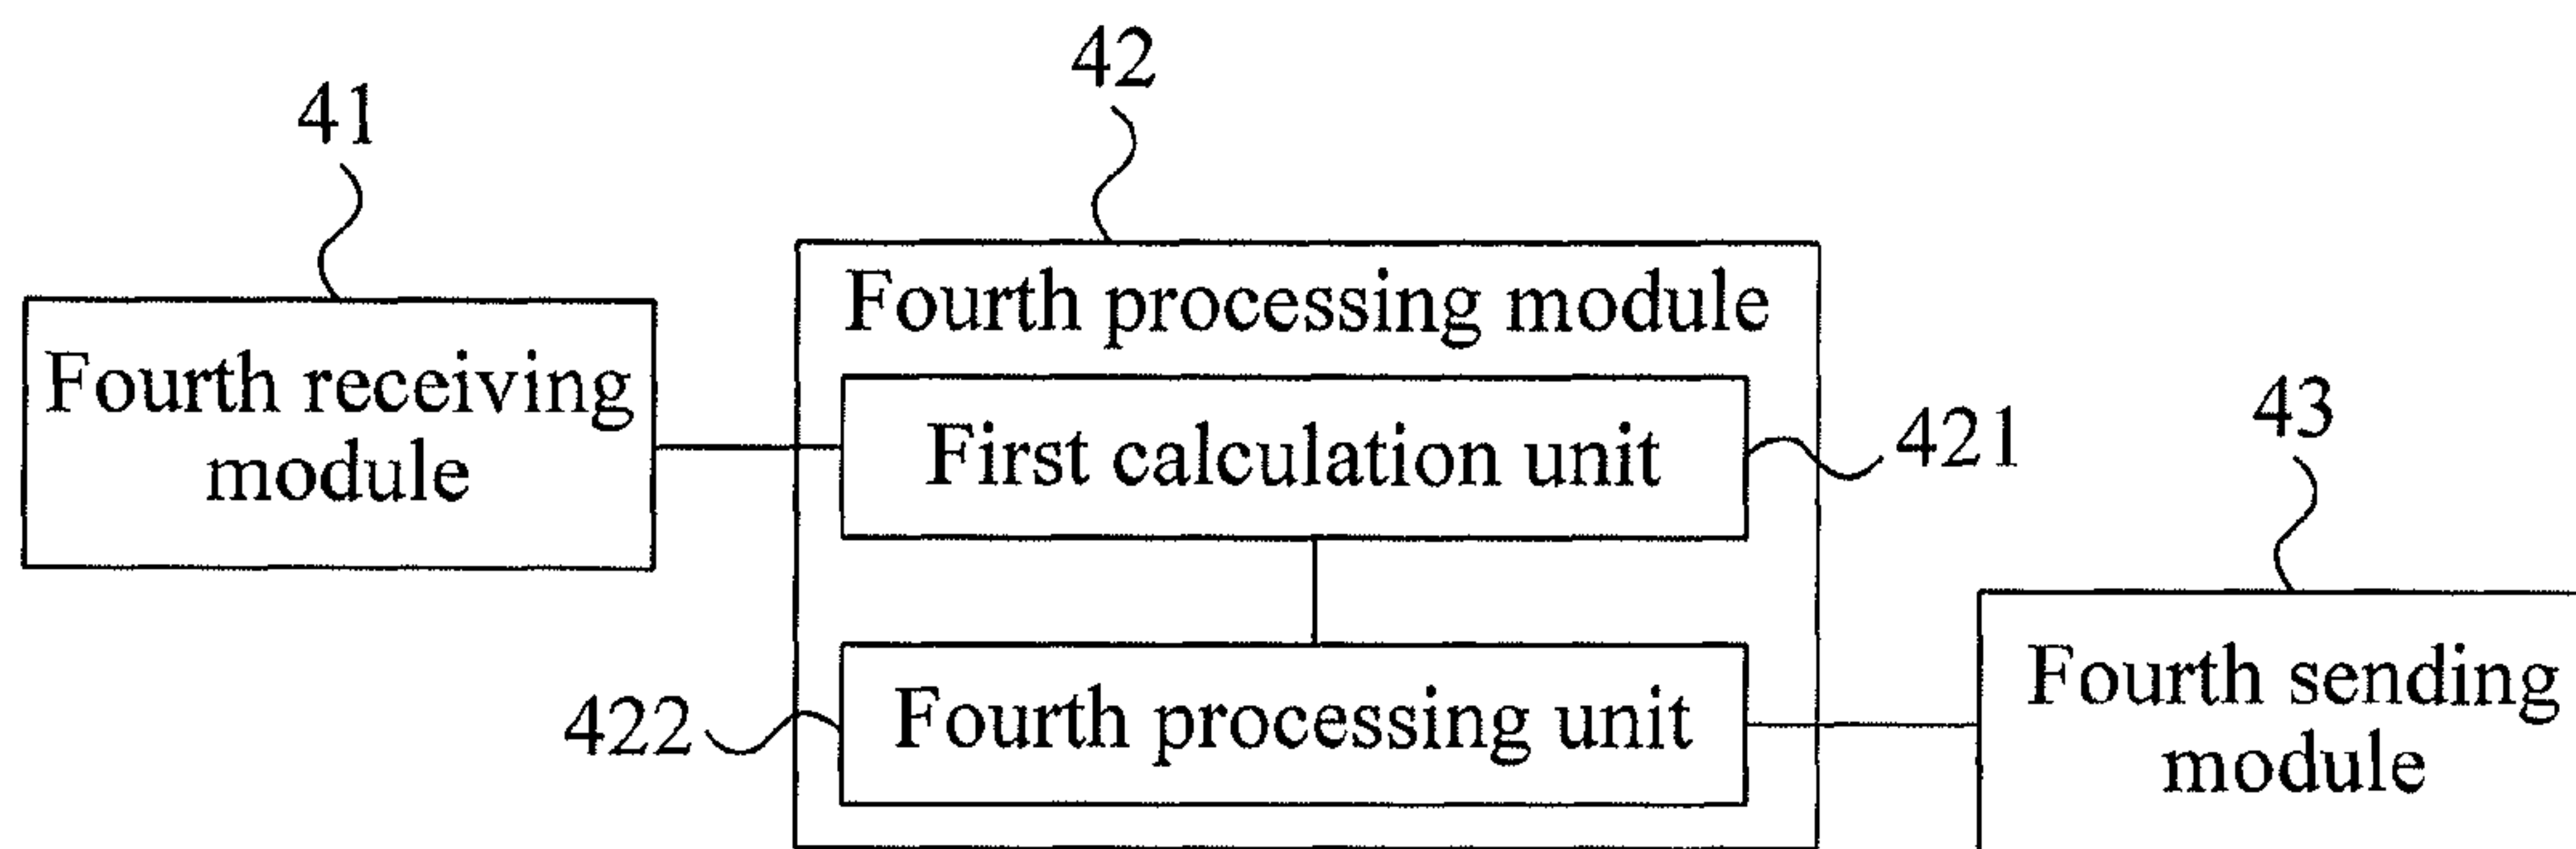 42
41
Fourth processing module
Fourth receiving
module
First calculation unit
421
43
422
Fourth processing unit
Fourth sending
module